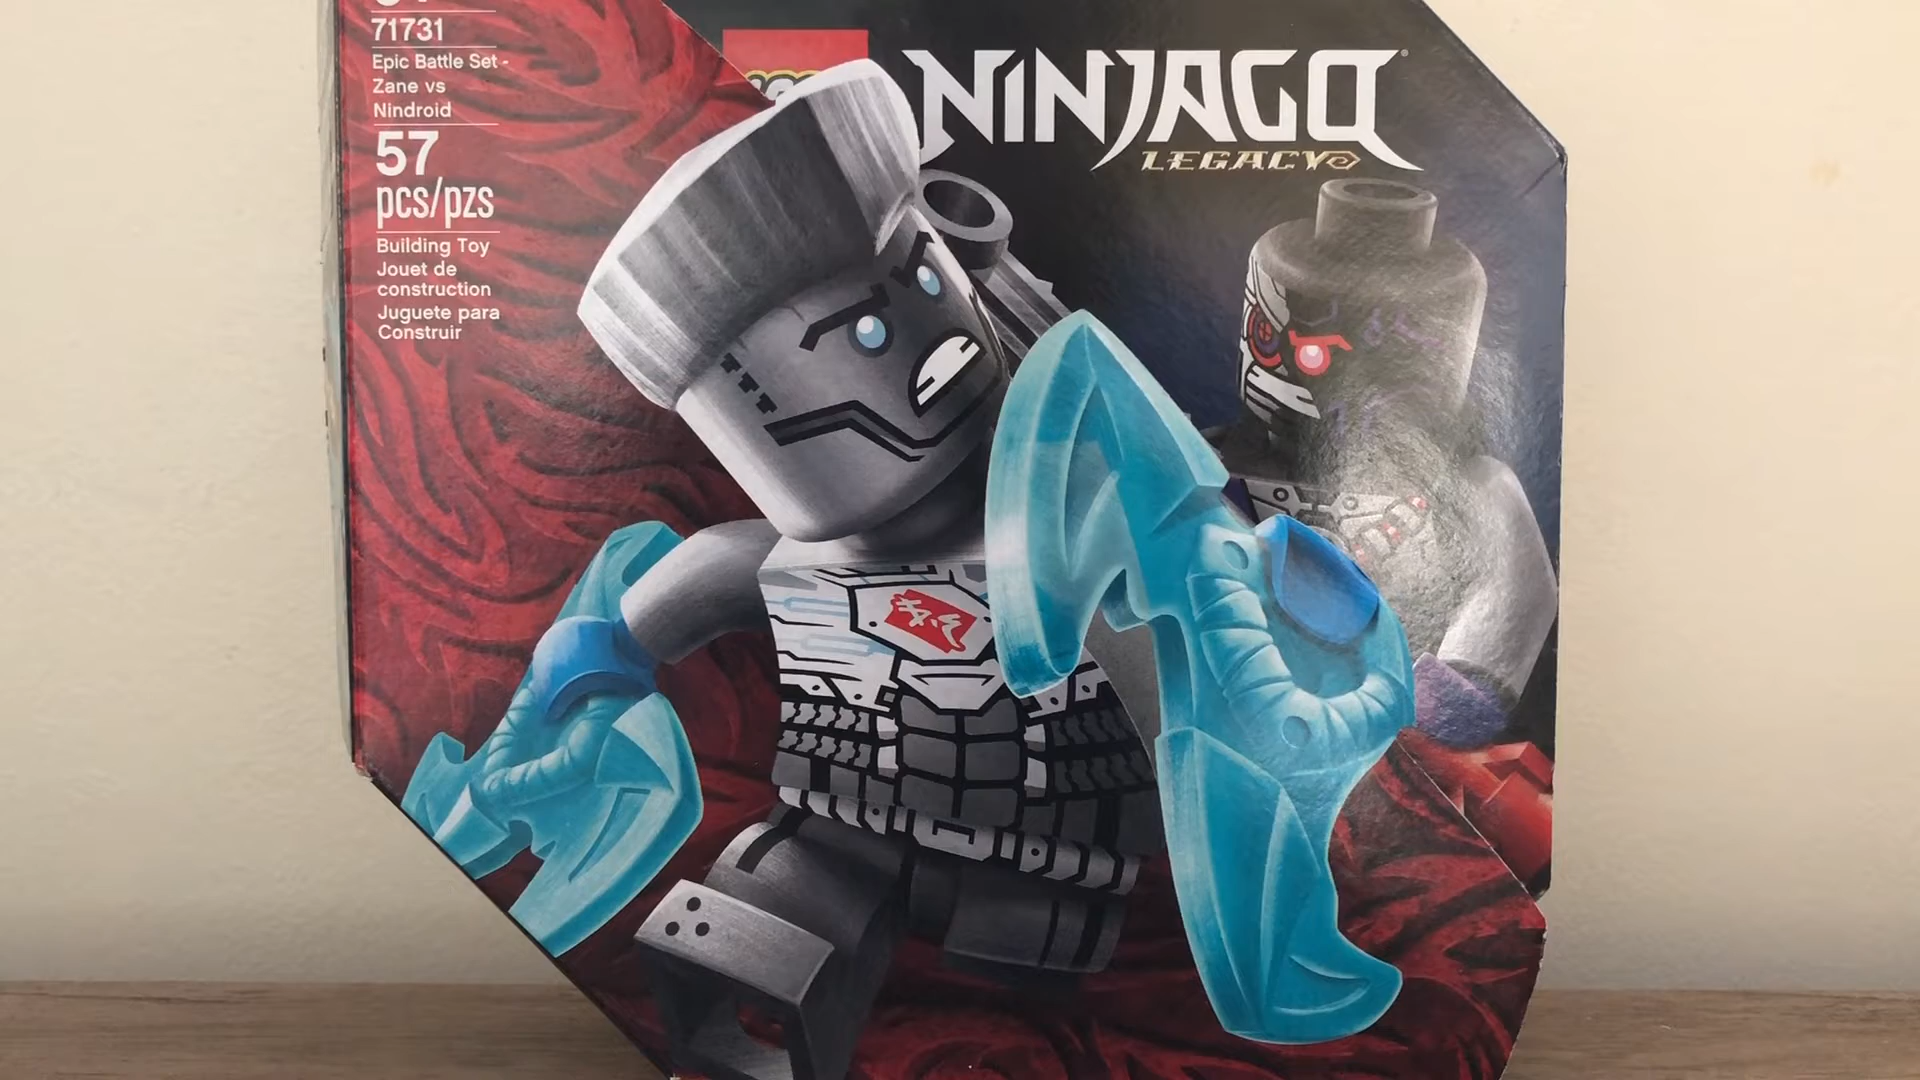 71731
Epic Battle Set -
Zane vs
Nindroid
57
pcs/pzs
Building Toy
Jouet de
construction
Juguete para
Construir
NINJAGO
LEGACY